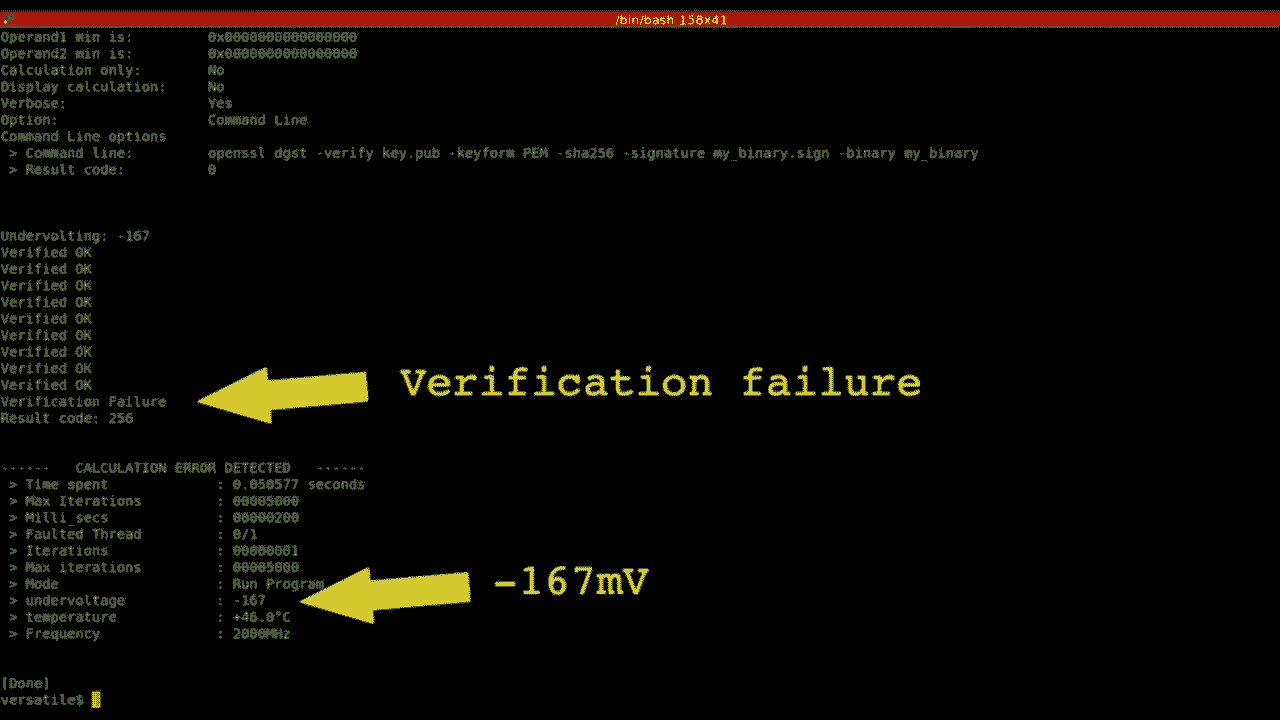 /bin/bash 158x41
Operand1 min is: 0x0000000000000000
Operand2 min is: 0x0000000000000000
Calculation only: No
Display calculation: No
Verbose: Yes
Option: Command Line
Command Line options
> Command line: openssl dgst -verify key.pub -keyform PEM -sha256 -signature my_binary.sign -binary my_binary
> Result code: 0
Undervolting: -167
Verified OK
Verified OK
Verified OK
Verified OK
Verified OK
Verified OK
Verified OK
Verified OK
Verified OK
Verification Failure
Verification failure
Result code: 256
------ CALCULATION ERROR DETECTED ------
> Time spent : 0.050577 seconds
> Max Iterations : 00005000
> Milli_secs : 00000200
> Faulted Thread : 0/1
> Iterations : 00000001
> Max iterations : 00005000
> Mode : Run Program
-167mV
> undervoltage : -167
> temperature : +46.0°C
> Frequency : 2000MHz
[Done]
versatile$